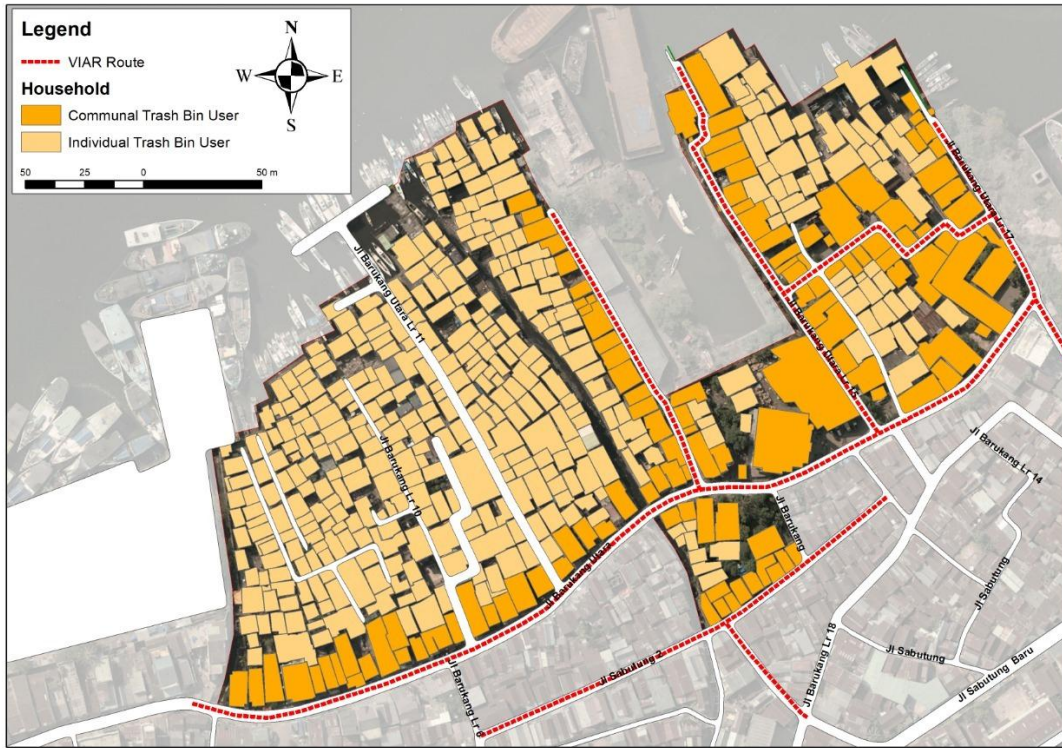 Legend
VIAR Route
Household
Communal Trash Bin User
Individual Trash Bin User
50 25 0 50 m
N
W E
S
Jl Barukang Utara Lr 17
Jl Barukang Utara Lr 11
Jl Barukang Utara Lr 15
Jl Barukang Lr 10
Jl Barukang Lr 14
Jl Barukang
Jl Barukang Utara
Jl Sabutung
Jl Sabutung 2
Jl Barukang Lr 18
Jl Sabutung
Jl Sabutung Baru
Jl Barukang Lr 6